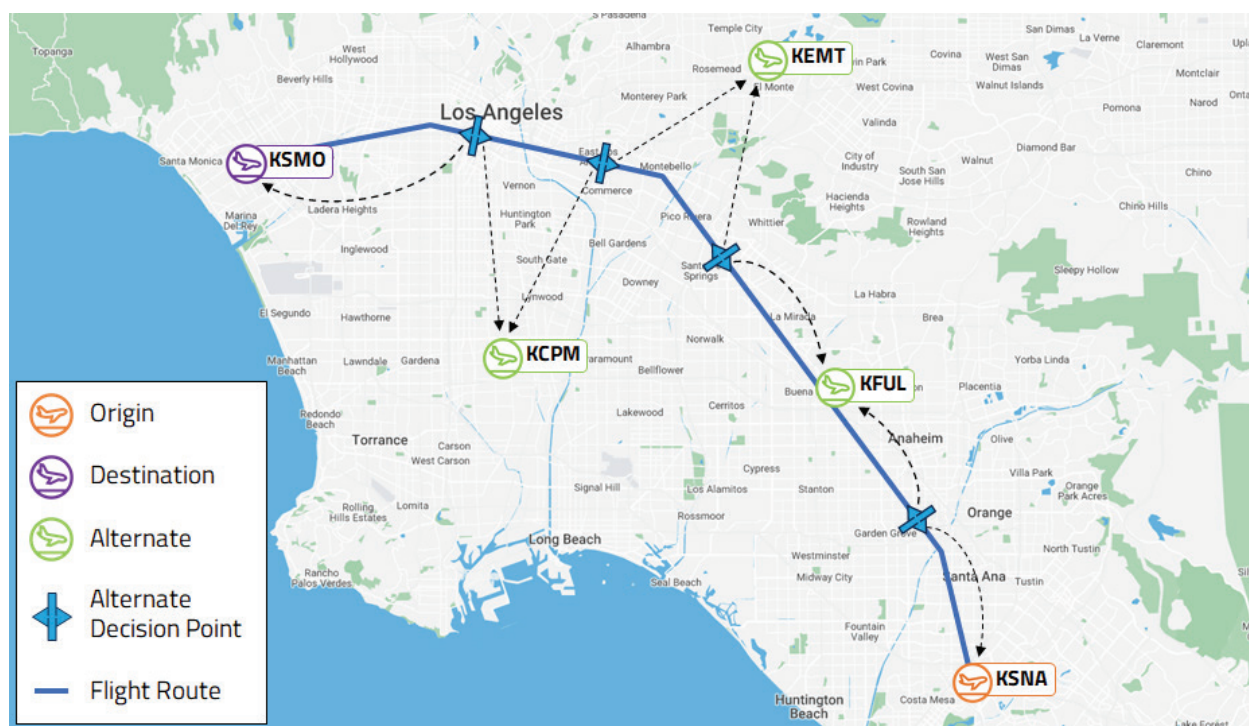 S Pasadena
Temple City
San Dimas
La Verne
Topanga
West
Hollywood
Alhambra
KEMT
Covina
West San
Dimas
Claremont
Beverly Hills
Rosemead
El Monte
West Covina
Montclair
Los Angeles
Monterey Park
Pomona
Narod
Valinda
Santa Monica
KSMO
Montebello
City of
Industry
Diamond Bar
Walnut
Chino
Vernon
Commerce
South San
Jose Hills
Marina
Del Rey
Ladera Heights
Huntington
Park
Pico Rivera
Whittier
Hacienda
Heights
Rowland
Heights
Chino Hills
Inglewood
Bell Gardens
South Gate
Springs
Sleepy Hollow
Downey
Lynwood
La Habra
El Segundo
Hawthorne
La Mirada
Brea
Norwalk
Manhattan
Beach
Lawndale
Gardena
KCPM
Paramount
Bellflower
Yorba Linda
KFUL
Buena
Placentia
Redondo
Beach
Lakewood
Cerritos
Torrance
Carson
West Carson
Anaheim
Olive
Cypress
Villa Park
Signal Hill
Los Alamitos
Stanton
Orange
Park Acres
Rolling
Hills Estates
Lomita
Rossmoor
Orange
Garden Grove
Long Beach
Westminster
North Tustin
Rancho
Palos Verdes
Seal Beach
Midway City
Santa Ana
Tustin
Fountain
Valley
KSNA
Huntington
Beach
Costa Mesa
Lake Forest
Origin
Destination
Alternate
Alternate
Decision Point
Flight Route